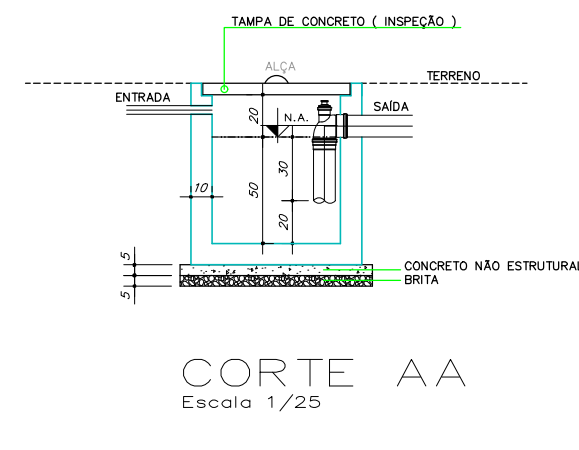 TAMPA DE CONCRETO ( INSPEÇÃO )
ALÇA
TERRENO
ENTRADA
SAÍDA
20
N.A.
30
10
50
20
5
CONCRETO NÃO ESTRUTURAL
5
BRITA
CORTE AA
Escala 1/25